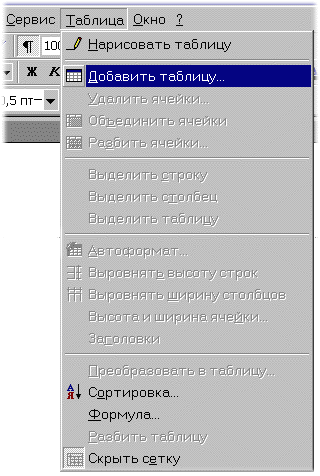 Сервис Таблица Окно ?
¶ 100
Нарисовать таблицу
Ж К
Добавить таблицу...
Удалить ячейки...
,5 пт
Объединить ячейки
Разбить ячейки...
Выделить строку
Выделить столбец
Выделить таблицу
Автоформат...
Выровнять высоту строк
Выровнять ширину столбцов
Высота и ширина ячейки...
Заголовки
Преобразовать в таблицу...
Сортировка...
Формула...
Разбить таблицу
Скрыть сетку